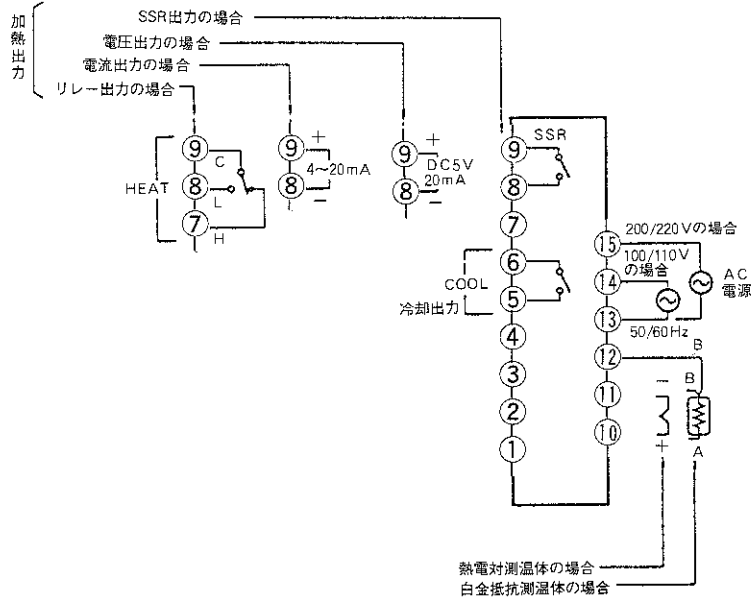 加熱出力
SSR出力の場合
電圧出力の場合
電流出力の場合
リレー出力の場合
HEAT
9
8
7
C
L
H
9
8
+
4～20mA
−
9
8
+
DC5V
20mA
−
9
8
7
6
5
4
3
2
1
SSR
COOL
冷却出力
15
14
13
12
11
10
200/220Vの場合
100/110V
の場合
50/60Hz
AC
電源
B
B
A
−
+
熱電対測温体の場合
白金抵抗測温体の場合